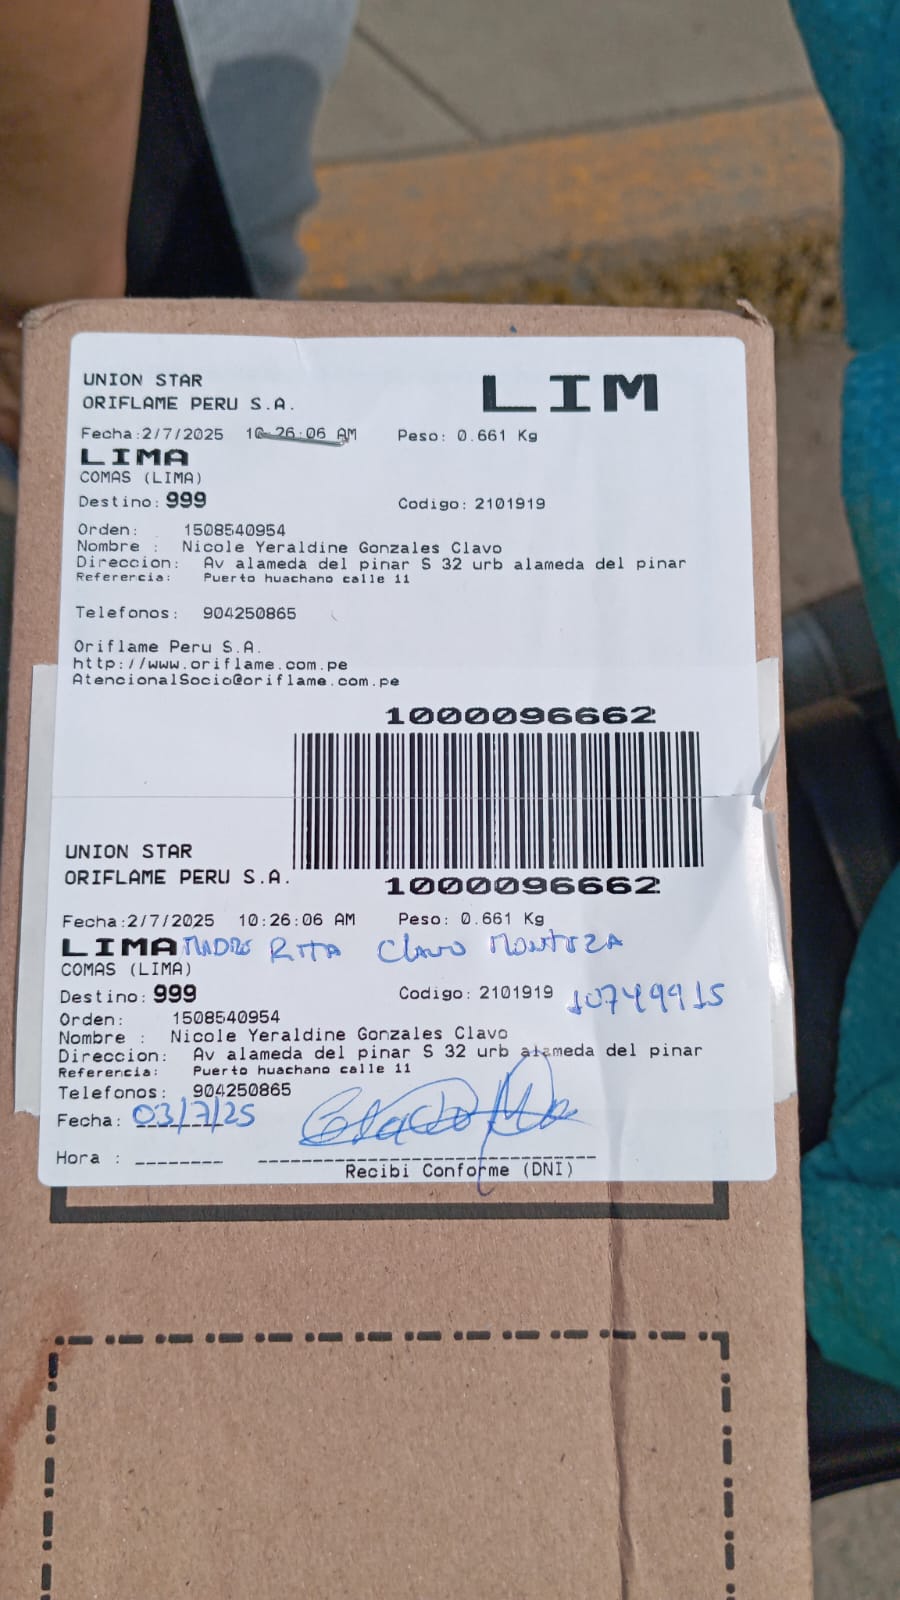 UNION STAR
LIM
ORIFLAME PERU S.A.
Fecha:2/7/2025 10:26:06 AM Peso: 0.661 Kg
LIMA
COMAS (LIMA)
Destino: 999 Codigo: 2101919
Orden: 1508540954
Nombre : Nicole Yeraldine Gonzales Clavo
Direccion: Av alameda del pinar S 32 urb alameda del pinar
Referencia: Puerto huachano calle 11
Telefonos: 904250865
Oriflame Peru S.A.
http://www.oriflame.com.pe
AtencionalSocio@oriflame.com.pe
1000096662
UNION STAR
ORIFLAME PERU S.A.
1000096662
Fecha:2/7/2025 10:26:06 AM Peso: 0.661 Kg
LIMA MADRE RITA Clavo MONTOZA
COMAS (LIMA)
Destino: 999 Codigo: 2101919 10749915
Orden: 1508540954
Nombre : Nicole Yeraldine Gonzales Clavo
Direccion: Av alameda del pinar S 32 urb alameda del pinar
Referencia: Puerto huachano calle 11
Telefonos: 904250865
Fecha: 03/7/25
Hora :
Recibi Conforme (DNI)